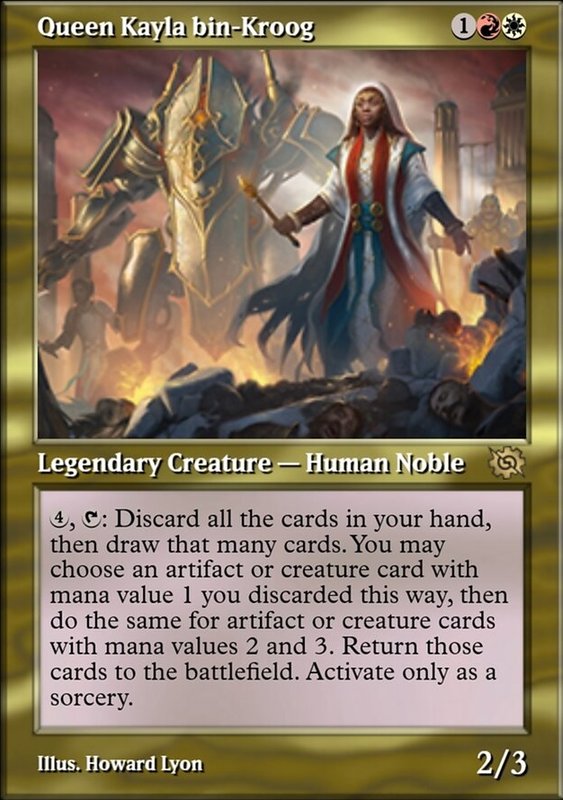 Queen Kayla bin-Kroog 1
Legendary Creature — Human Noble
4, : Discard all the cards in your hand,
then draw that many cards. You may
choose an artifact or creature card with
mana value 1 you discarded this way, then
do the same for artifact or creature cards
with mana values 2 and 3. Return those
cards to the battlefield. Activate only as a
sorcery.
Illus. Howard Lyon 2/3